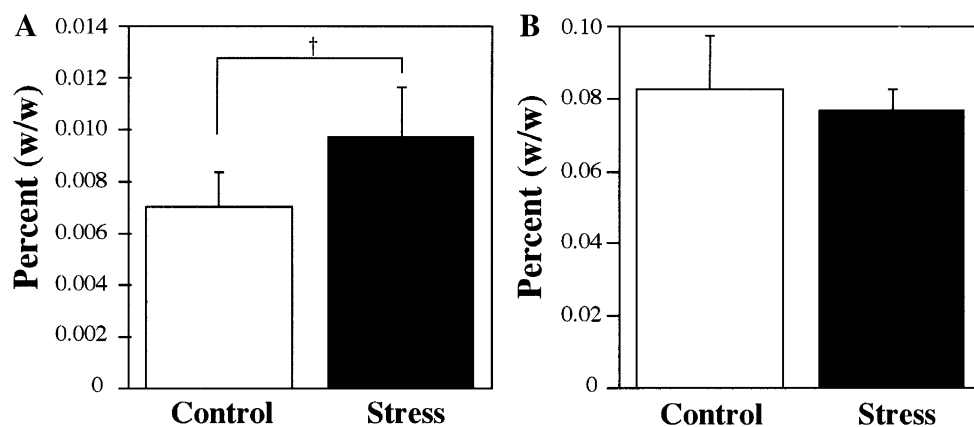 A
Percent (w/w)
0.014
0.012
0.010
0.008
0.006
0.004
0.002
0
†
Control Stress
B
Percent (w/w)
0.10
0.08
0.06
0.04
0.02
0
Control Stress